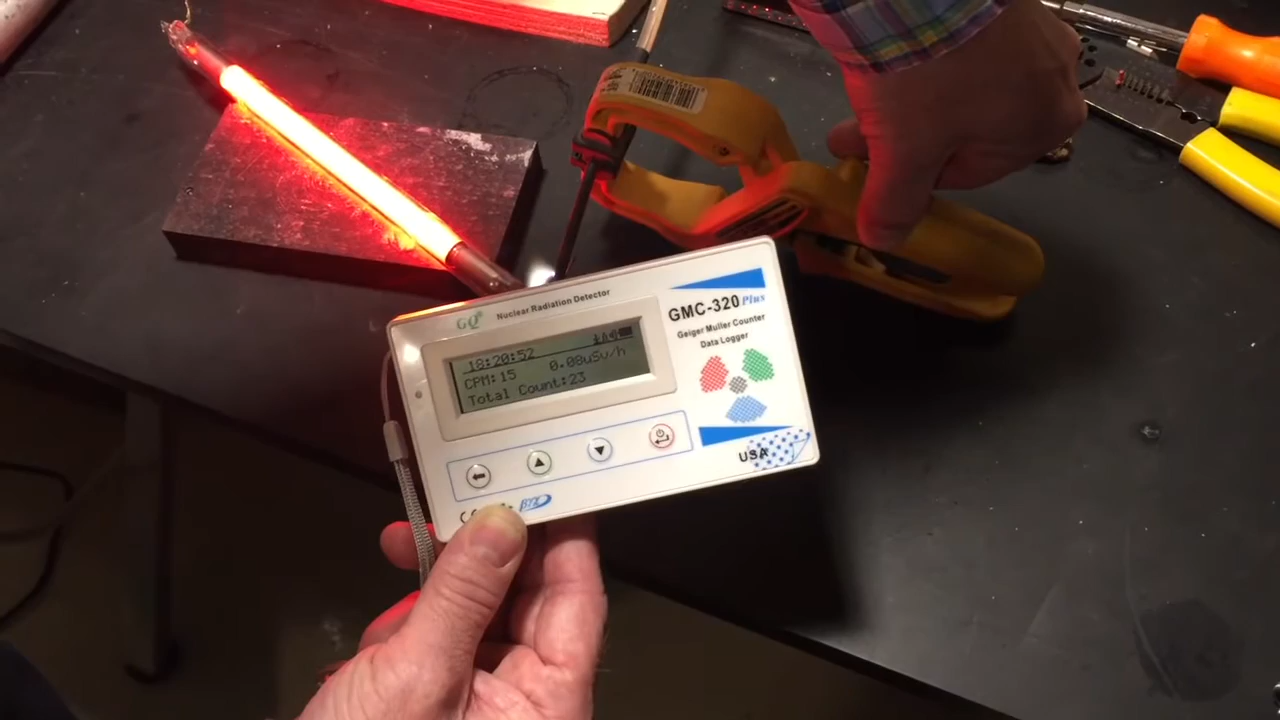 GQ Nuclear Radiation Detector
18:20:52
CPM:15 0.08uSv/h
Total Count:23
GMC-320 Plus
Geiger Muller Counter
Data Logger
USA